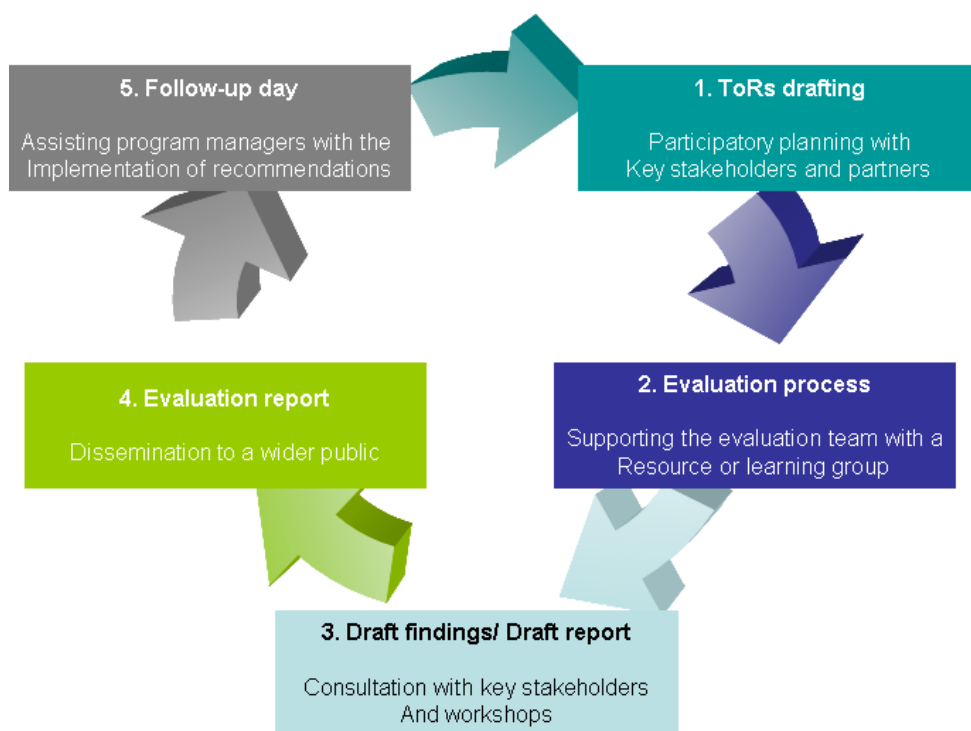 5. Follow-up day
Assisting program managers with the
Implementation of recommendations
1. ToRs drafting
Participatory planning with
Key stakeholders and partners
2. Evaluation process
Supporting the evaluation team with a
Resource or learning group
3. Draft findings/ Draft report
Consultation with key stakeholders
And workshops
4. Evaluation report
Dissemination to a wider public